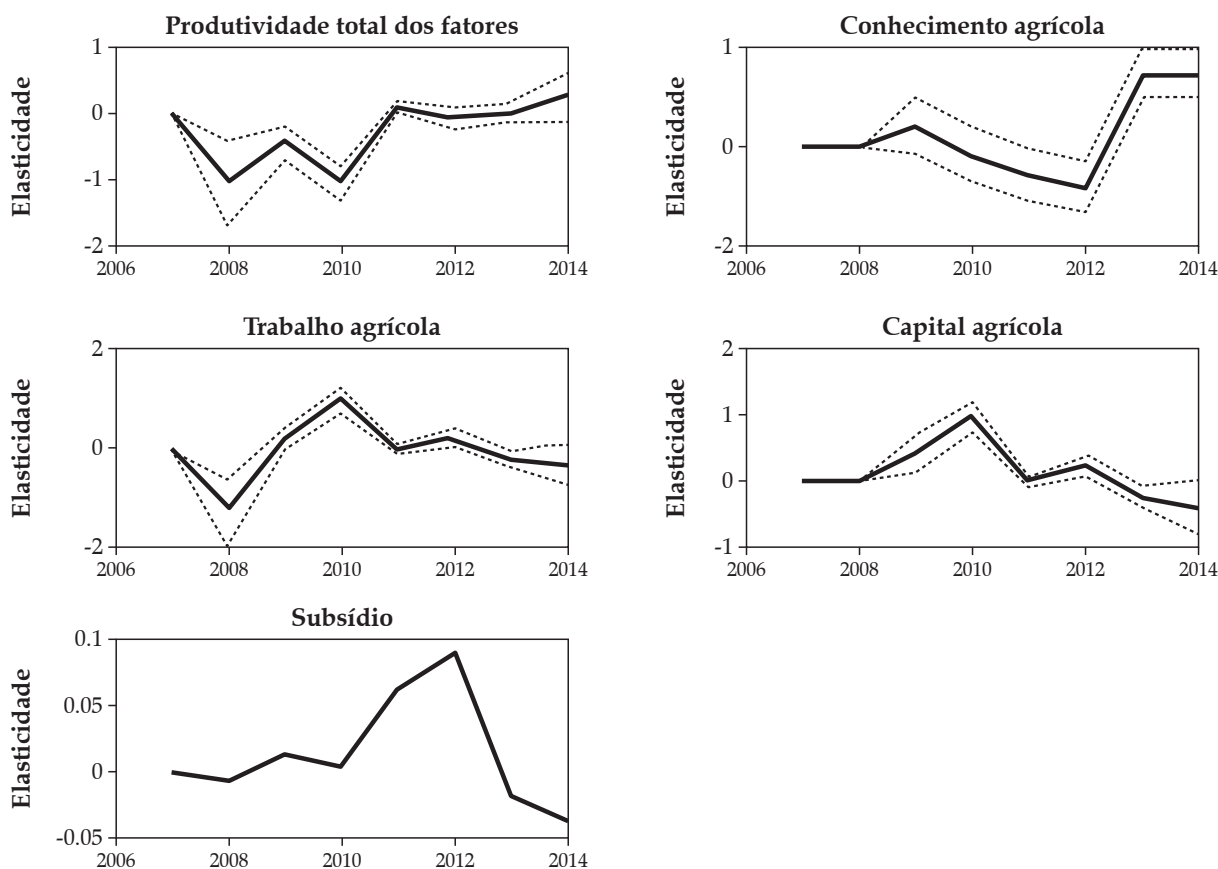 Produtividade total dos fatores
Elasticidade
1
0
-1
-2
2006 2008 2010 2012 2014
Conhecimento agrícola
Elasticidade
1
0
-2
2006 2008 2010 2012 2014
Trabalho agrícola
Elasticidade
2
0
-2
2006 2008 2010 2012 2014
Capital agrícola
Elasticidade
2
1
0
-1
2006 2008 2010 2012 2014
Subsídio
Elasticidade
0.1
0.05
0
-0.05
2006 2008 2010 2012 2014